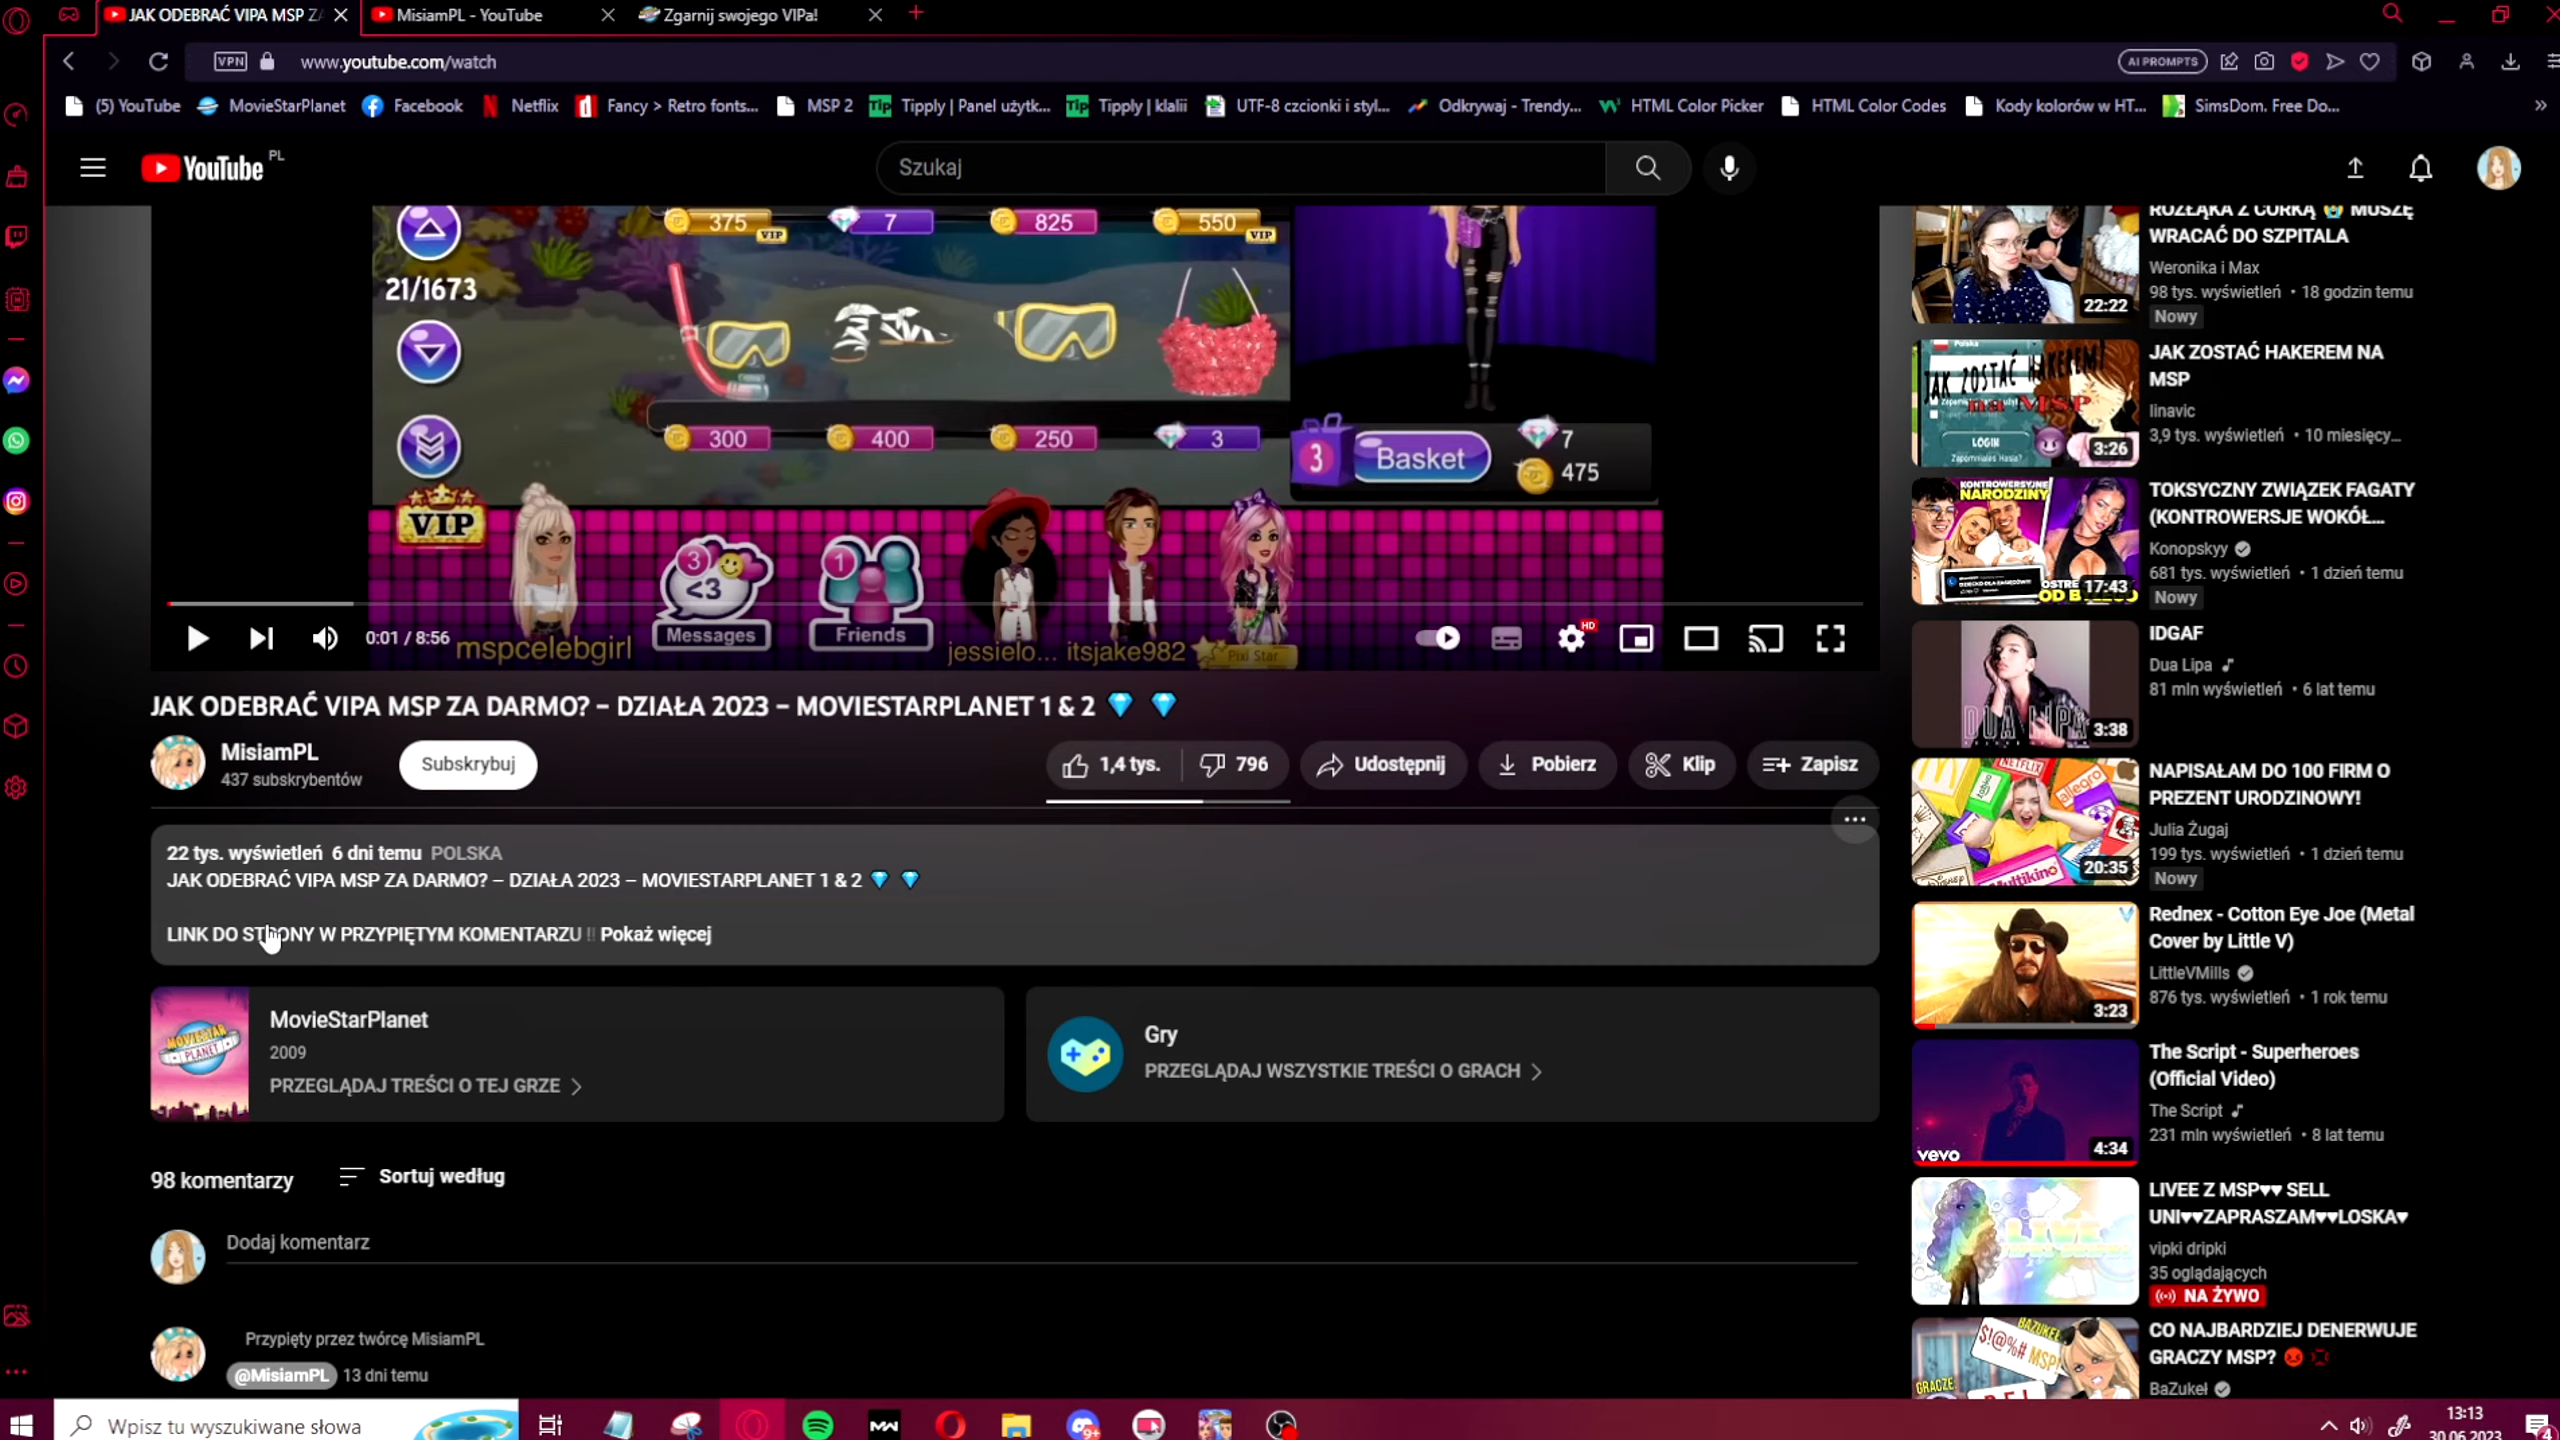 JAK ODEBRAĆ VIPA MSP ZA
MisiamPL - YouTube
Zgarnij swojego VIPa!
VPN
www.youtube.com/watch
AI PROMPTS
(5) YouTube
MovieStarPlanet
Facebook
Netflix
Fancy > Retro fonts...
MSP 2
Tipply | Panel użytk...
Tipply | klalii
UTF-8 czcionki i styl...
Odkrywaj - Trendy...
HTML Color Picker
HTML Color Codes
Kody kolorów w HT...
SimsDom. Free Do...
YouTube PL
Szukaj
375 VIP
7
825
550 VIP
21/1673
300
400
250
3
3
Basket
7
475
VIP
3
<3
Messages
1
Friends
mspcelebgirl
jessielo...
itsjake982
Pixi Star
0:01 / 8:56
HD
JAK ODEBRAĆ VIPA MSP ZA DARMO? – DZIAŁA 2023 – MOVIESTARPLANET 1 & 2 💎 💎
MisiamPL
437 subskrybentów
Subskrybuj
1,4 tys.
796
Udostępnij
Pobierz
Klip
Zapisz
22 tys. wyświetleń 6 dni temu POLSKA
JAK ODEBRAĆ VIPA MSP ZA DARMO? – DZIAŁA 2023 – MOVIESTARPLANET 1 & 2 💎 💎
LINK DO STRONY W PRZYPIĘTYM KOMENTARZU ‼ Pokaż więcej
MOVIESTAR PLANET
MovieStarPlanet
2009
PRZEGLĄDAJ TREŚCI O TEJ GRZE
Gry
PRZEGLĄDAJ WSZYSTKIE TREŚCI O GRACH
98 komentarzy
Sortuj według
Dodaj komentarz
Przypięty przez twórcę MisiamPL
@MisiamPL 13 dni temu
22:22
ROZŁĄKA Z CÓRKĄ 😭 MUSZĘ
WRACAĆ DO SZPITALA
Weronika i Max
98 tys. wyświetleń • 18 godzin temu
Nowy
Polska
JAK ZOSTAĆ HAKEREM!
na MSP
LOGIN
3:26
JAK ZOSTAĆ HAKEREM NA
MSP
linavic
3,9 tys. wyświetleń • 10 miesięcy...
KONTROWERSYJNE
NARODZINY
17:43
TOKSYCZNY ZWIĄZEK FAGATY
(KONTROWERSJE WOKÓŁ...
Konopskyy
681 tys. wyświetleń • 1 dzień temu
Nowy
DUA LIPA
3:38
IDGAF
Dua Lipa
81 mln wyświetleń • 6 lat temu
NETFLIX
allegro
Multikino
20:35
NAPISAŁAM DO 100 FIRM O
PREZENT URODZINOWY!
Julia Żugaj
199 tys. wyświetleń • 1 dzień temu
Nowy
3:23
Rednex - Cotton Eye Joe (Metal
Cover by Little V)
LittleVMills
876 tys. wyświetleń • 1 rok temu
vevo
4:34
The Script - Superheroes
(Official Video)
The Script
231 mln wyświetleń • 8 lat temu
LIVEE Z MSP♥♥ SELL
UNI♥♥ZAPRASZAM♥♥LOSKA♥
vipki dripki
35 oglądających
NA ŻYWO
BAZUKEŁ
$!@%# MSP!
GRACZE
CO NAJBARDZIEJ DENERWUJE
GRACZY MSP? 😡 💢
BaZukeł
Wpisz tu wyszukiwane słowa
9+
13:13
30.06.2023
4